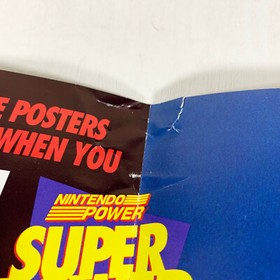 E POSTERS
WHEN YOU
NINTENDO
POWER
SUPER